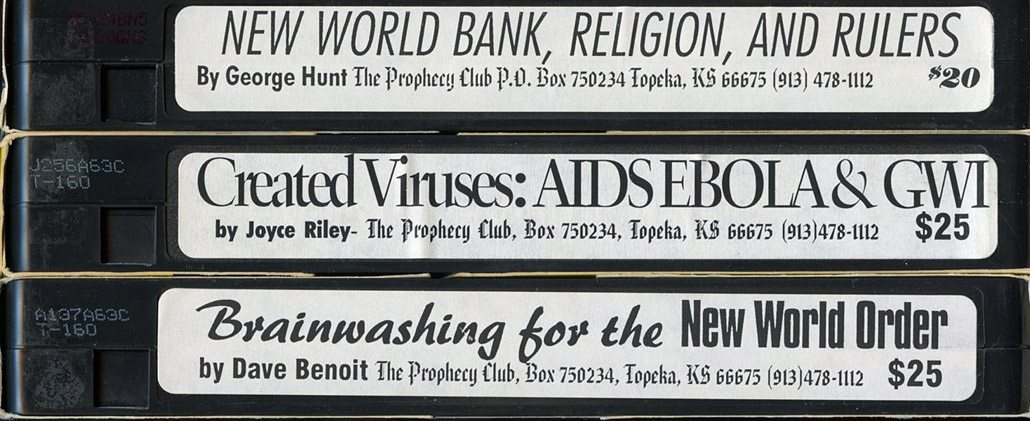 NEW WORLD BANK, RELIGION, AND RULERS
By George Hunt The Prophecy Club P.O. Box 750234 Topeka, KS 66675 (913) 478-1112 $20
J256A63C
T-160
Created Viruses: AIDS EBOLA & GWI
by Joyce Riley- The Prophecy Club, Box 750234, Topeka, KS 66675 (913)478-1112 $25
A137A63C
T-160
Brainwashing for the New World Order
by Dave Benoit The Prophecy Club, Box 750234, Topeka, KS 66675 (913)478-1112 $25